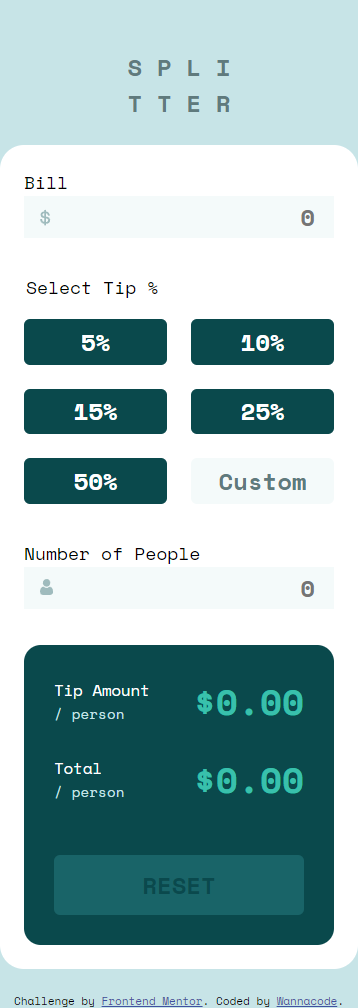 S P L I
T T E R
Bill
$ 0
Select Tip %
5% 10%
15% 25%
50% Custom
Number of People
0
Tip Amount
/ person
$0.00
Total
/ person
$0.00
RESET
Challenge by Frontend Mentor. Coded by Wannacode.